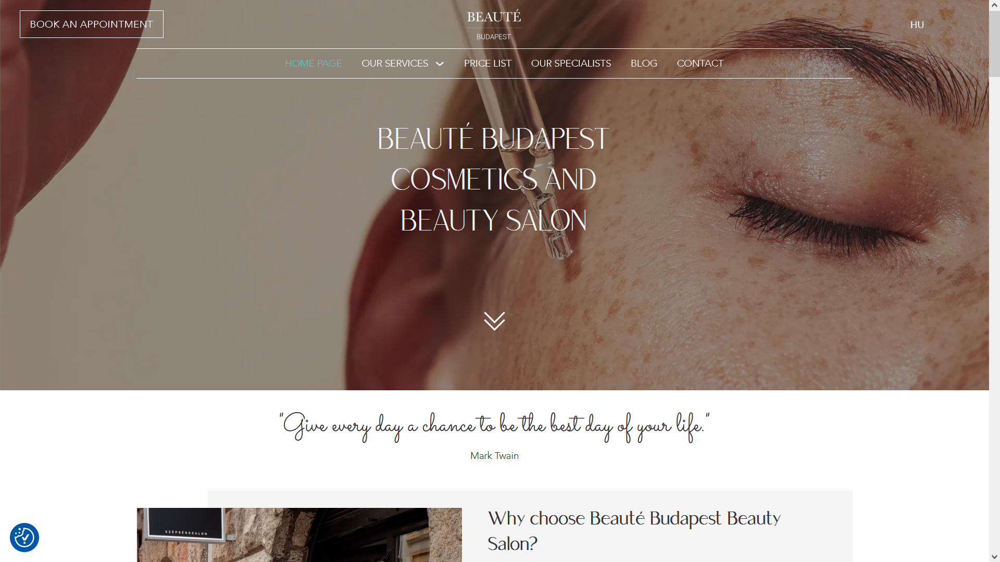 BOOK AN APPOINTMENT
BEAUTÉ
BUDAPEST
HU
HOME PAGE
OUR SERVICES
PRICE LIST
OUR SPECIALISTS
BLOG
CONTACT
BEAUTÉ BUDAPEST
COSMETICS AND
BEAUTY SALON
"Give every day a chance to be the best day of your life."
Mark Twain
SZÉPSÉGSZALON
Why choose Beauté Budapest Beauty
Salon?